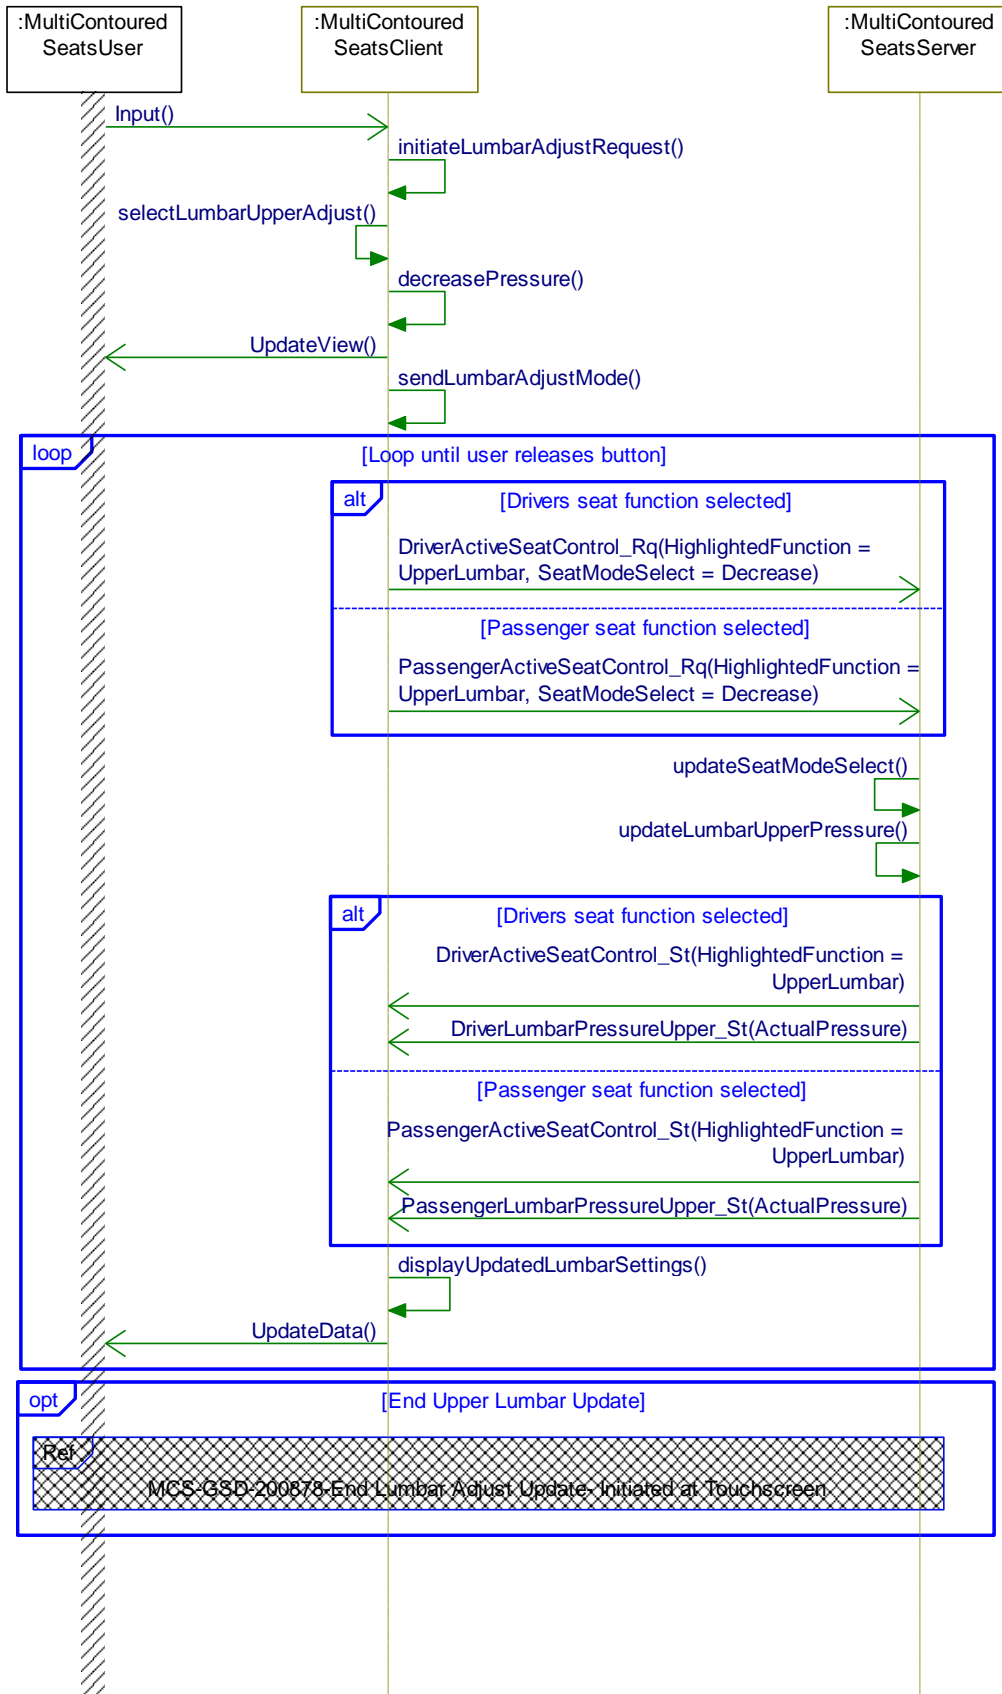 :MultiContoured
SeatsUser
:MultiContoured
SeatsClient
:MultiContoured
SeatsServer
Input()
initiateLumbarAdjustRequest()
selectLumbarUpperAdjust()
decreasePressure()
UpdateView()
sendLumbarAdjustMode()
loop
[Loop until user releases button]
alt
[Drivers seat function selected]
DriverActiveSeatControl_Rq(HighlightedFunction =
UpperLumbar, SeatModeSelect = Decrease)
[Passenger seat function selected]
PassengerActiveSeatControl_Rq(HighlightedFunction =
UpperLumbar, SeatModeSelect = Decrease)
updateSeatModeSelect()
updateLumbarUpperPressure()
alt
[Drivers seat function selected]
DriverActiveSeatControl_St(HighlightedFunction =
UpperLumbar)
DriverLumbarPressureUpper_St(ActualPressure)
[Passenger seat function selected]
PassengerActiveSeatControl_St(HighlightedFunction =
UpperLumbar)
PassengerLumbarPressureUpper_St(ActualPressure)
displayUpdatedLumbarSettings()
UpdateData()
opt
[End Upper Lumbar Update]
Ref
MCS-GSD-200878-End Lumbar Adjust Update- Initiated at Touchscreen